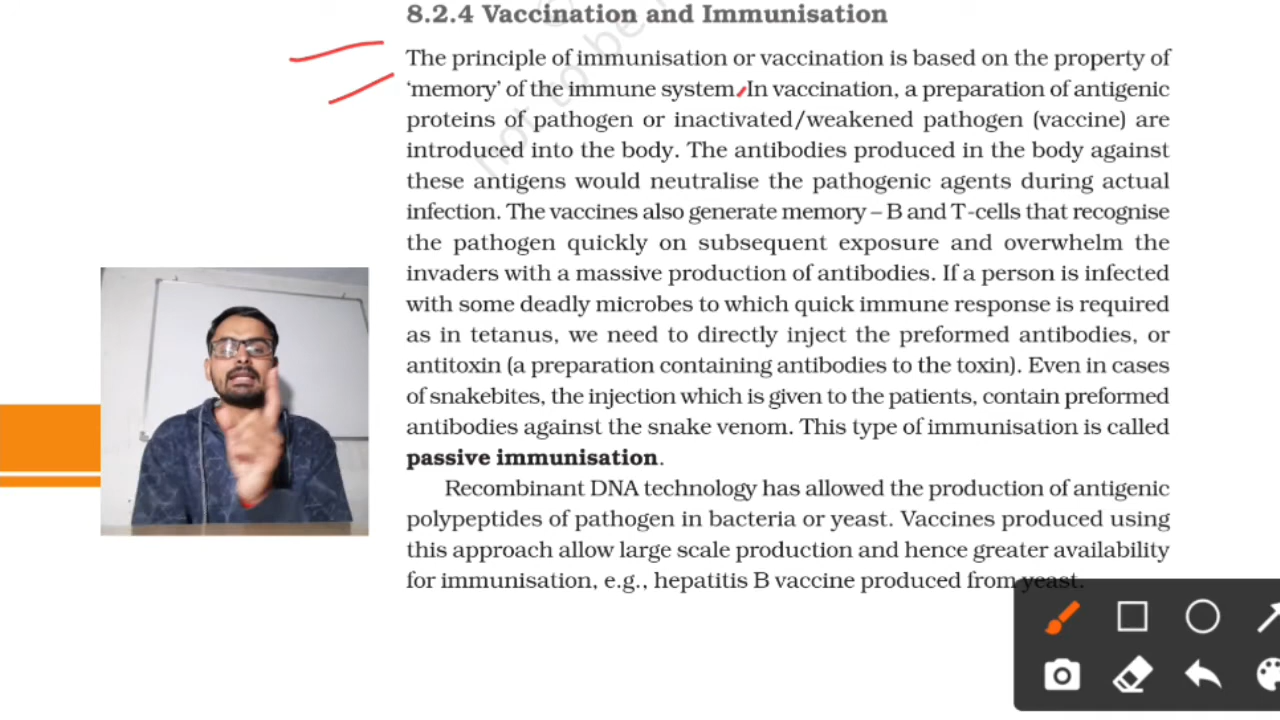 8.2.4 Vaccination and Immunisation
The principle of immunisation or vaccination is based on the property of
‘memory’ of the immune system. In vaccination, a preparation of antigenic
proteins of pathogen or inactivated/weakened pathogen (vaccine) are
introduced into the body. The antibodies produced in the body against
these antigens would neutralise the pathogenic agents during actual
infection. The vaccines also generate memory – B and T-cells that recognise
the pathogen quickly on subsequent exposure and overwhelm the
invaders with a massive production of antibodies. If a person is infected
with some deadly microbes to which quick immune response is required
as in tetanus, we need to directly inject the preformed antibodies, or
antitoxin (a preparation containing antibodies to the toxin). Even in cases
of snakebites, the injection which is given to the patients, contain preformed
antibodies against the snake venom. This type of immunisation is called
passive immunisation.
Recombinant DNA technology has allowed the production of antigenic
polypeptides of pathogen in bacteria or yeast. Vaccines produced using
this approach allow large scale production and hence greater availability
for immunisation, e.g., hepatitis B vaccine produced from yeast.
not to be